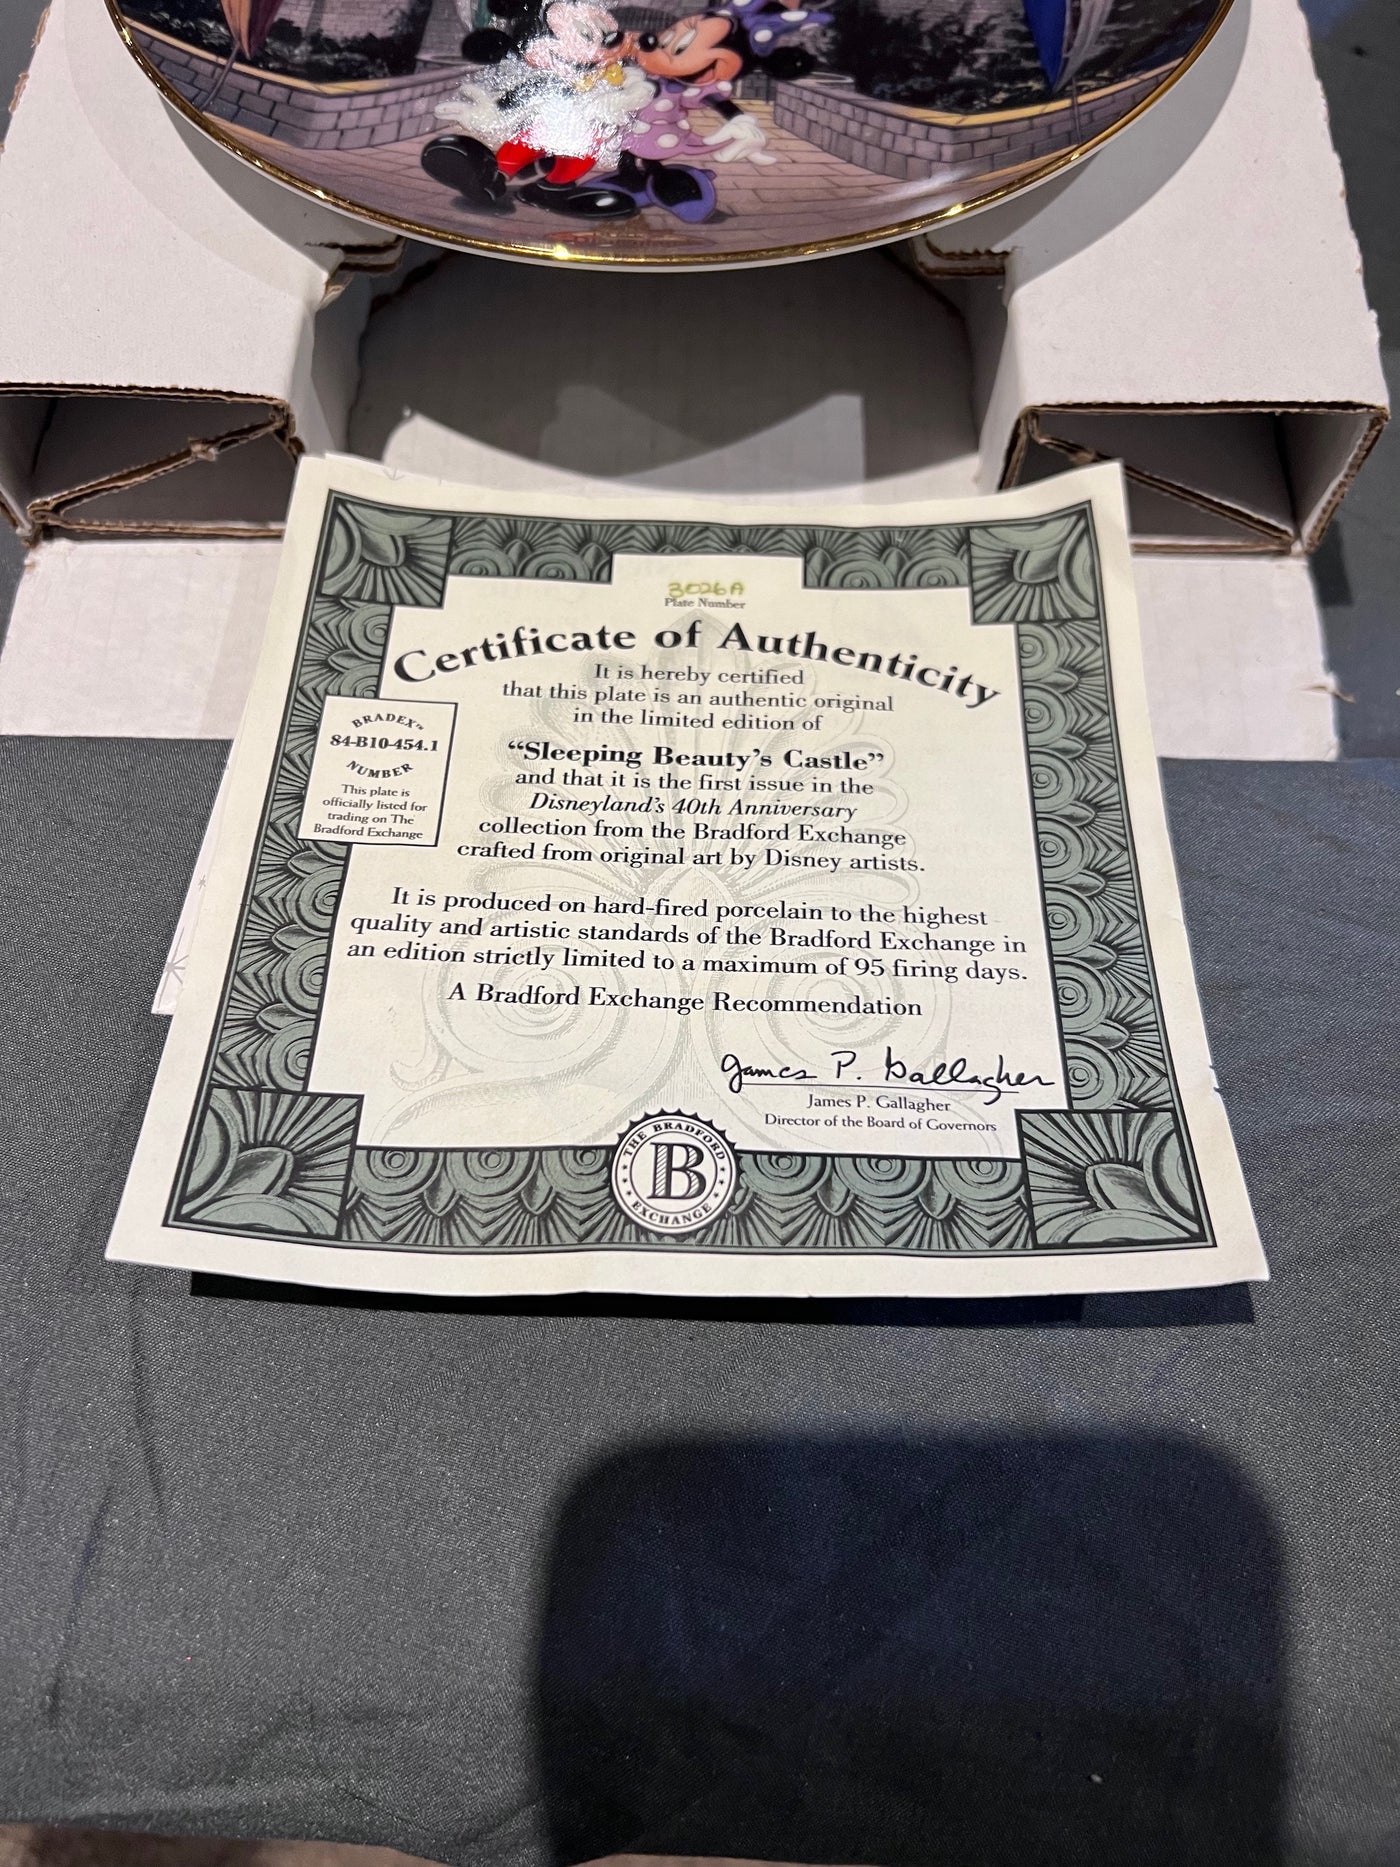 3026A
Plate Number
Certificate of Authenticity
It is hereby certified
that this plate is an authentic original
in the limited edition of
“Sleeping Beauty’s Castle”
and that it is the first issue in the
Disneyland’s 40th Anniversary
collection from the Bradford Exchange
crafted from original art by Disney artists.
BRADEX™
84-B10-454.1
NUMBER
This plate is
officially listed for
trading on The
Bradford Exchange
It is produced on hard-fired porcelain to the highest
quality and artistic standards of the Bradford Exchange in
an edition strictly limited to a maximum of 95 firing days.
A Bradford Exchange Recommendation
James P. Gallagher
James P. Gallagher
Director of the Board of Governors
THE BRADFORD
B
EXCHANGE